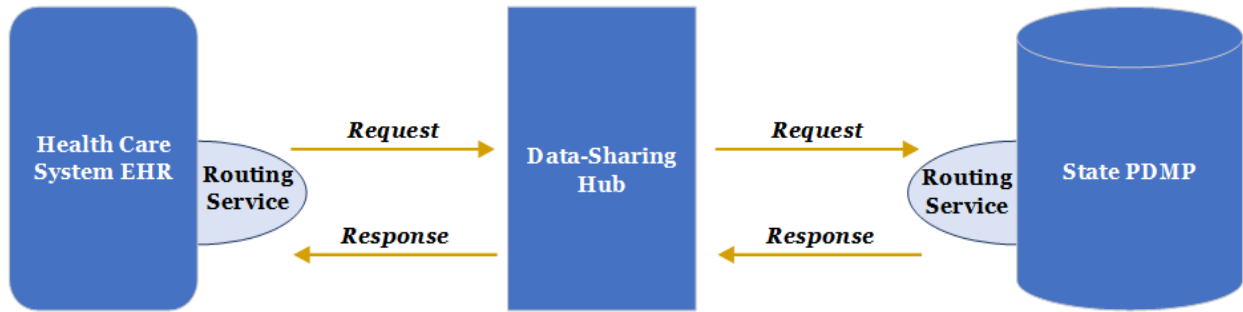 Health Care
System EHR
Routing
Service
Request
Response
Data-Sharing
Hub
Request
Response
Routing
Service
State PDMP